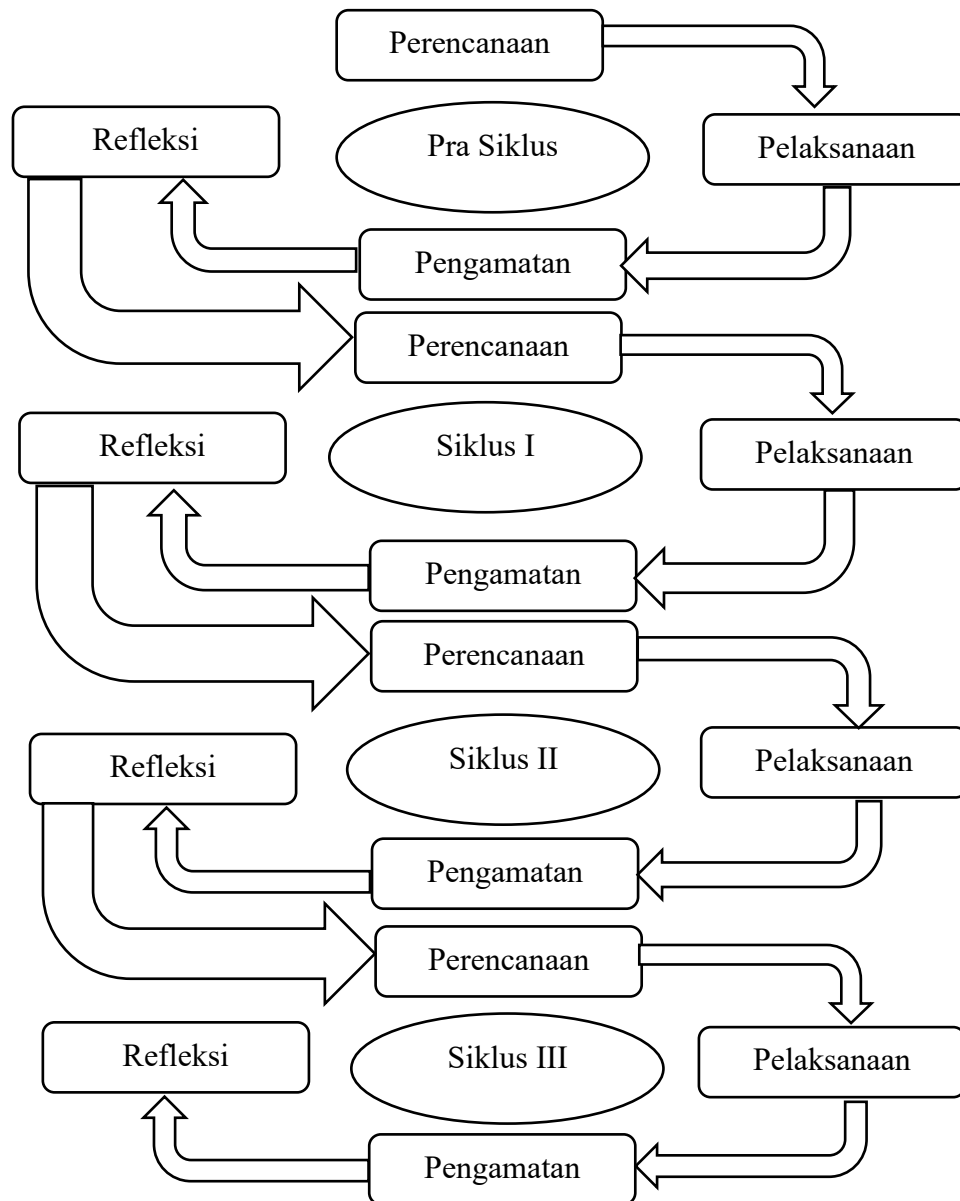 Perencanaan
Refleksi
Pra Siklus
Pelaksanaan
Pengamatan
Perencanaan
Refleksi
Siklus I
Pelaksanaan
Pengamatan
Perencanaan
Refleksi
Siklus II
Pelaksanaan
Pengamatan
Perencanaan
Refleksi
Siklus III
Pelaksanaan
Pengamatan